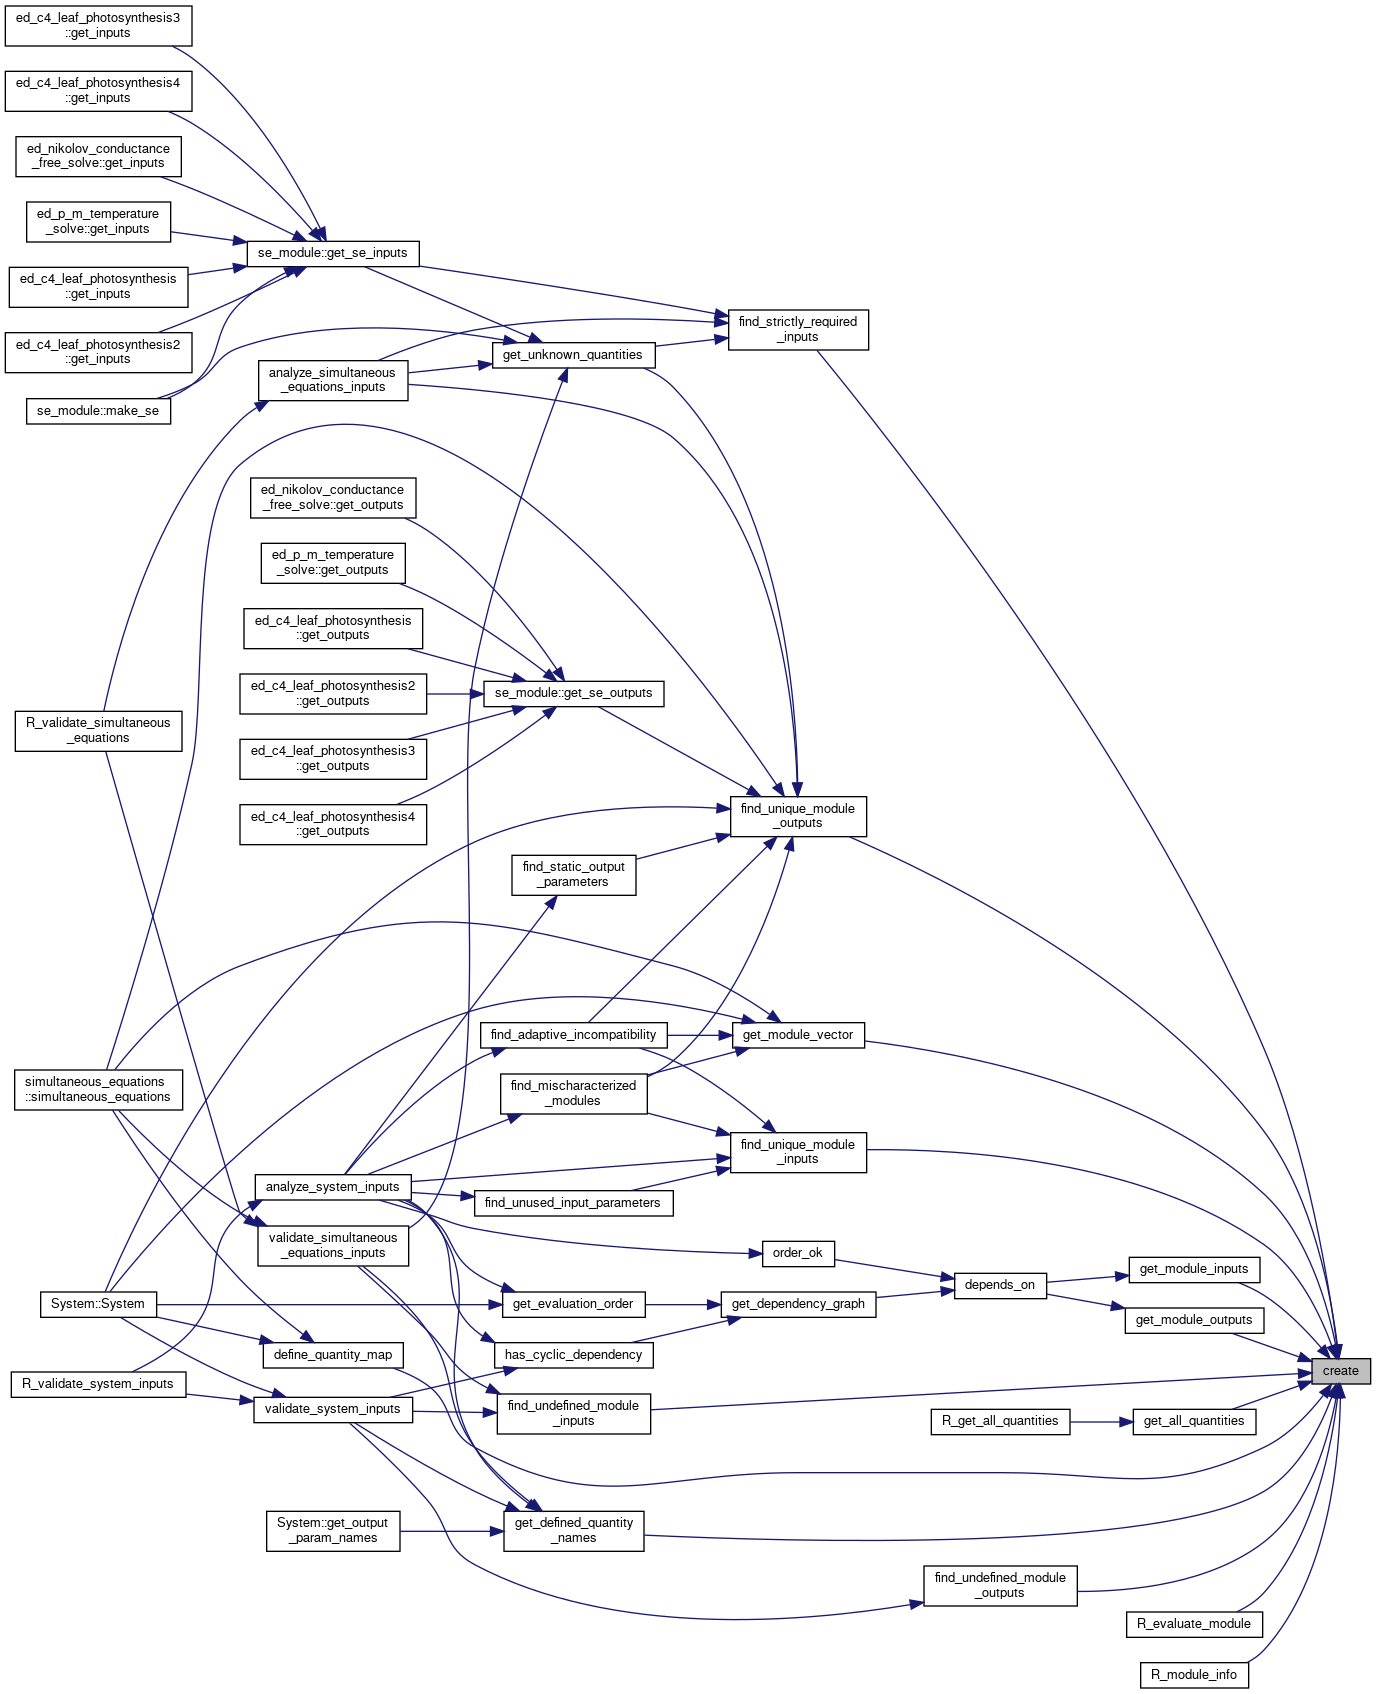 ed_c4_leaf_photosynthesis3
::get_inputs
ed_c4_leaf_photosynthesis4
::get_inputs
ed_nikolov_conductance
_free_solve::get_inputs
ed_p_m_temperature
_solve::get_inputs
se_module::get_se_inputs
ed_c4_leaf_photosynthesis
::get_inputs
ed_c4_leaf_photosynthesis2
::get_inputs
find_strictly_required
_inputs
get_unknown_quantities
analyze_simultaneous
_equations_inputs
se_module::make_se
ed_nikolov_conductance
_free_solve::get_outputs
ed_p_m_temperature
_solve::get_outputs
ed_c4_leaf_photosynthesis
::get_outputs
ed_c4_leaf_photosynthesis2
::get_outputs
se_module::get_se_outputs
R_validate_simultaneous
_equations
ed_c4_leaf_photosynthesis3
::get_outputs
ed_c4_leaf_photosynthesis4
::get_outputs
find_unique_module
_outputs
find_static_output
_parameters
find_adaptive_incompatibility
get_module_vector
simultaneous_equations
::simultaneous_equations
find_mischaracterized
_modules
find_unique_module
_inputs
analyze_system_inputs
find_unused_input_parameters
validate_simultaneous
_equations_inputs
order_ok
get_module_inputs
depends_on
System::System
get_evaluation_order
get_dependency_graph
get_module_outputs
define_quantity_map
has_cyclic_dependency
create
R_validate_system_inputs
validate_system_inputs
find_undefined_module
_inputs
R_get_all_quantities
get_all_quantities
System::get_output
_param_names
get_defined_quantity
_names
find_undefined_module
_outputs
R_evaluate_module
R_module_info